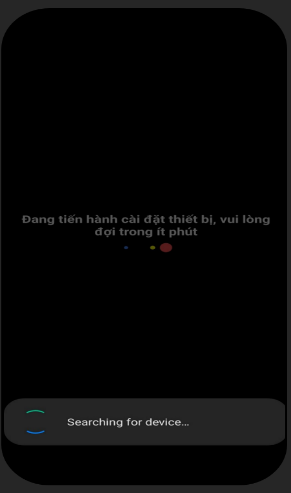 Đang tiến hành cài đặt thiết bị, vui lòng
đợi trong ít phút
Searching for device...